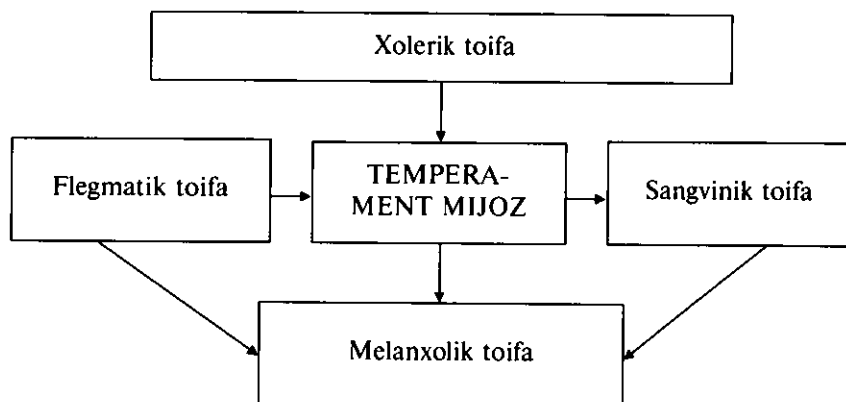 Xolerik toifa
Flegmatik toifa
TEMPERA-
MENT MIJOZ
Sangvinik toifa
Melanxolik toifa